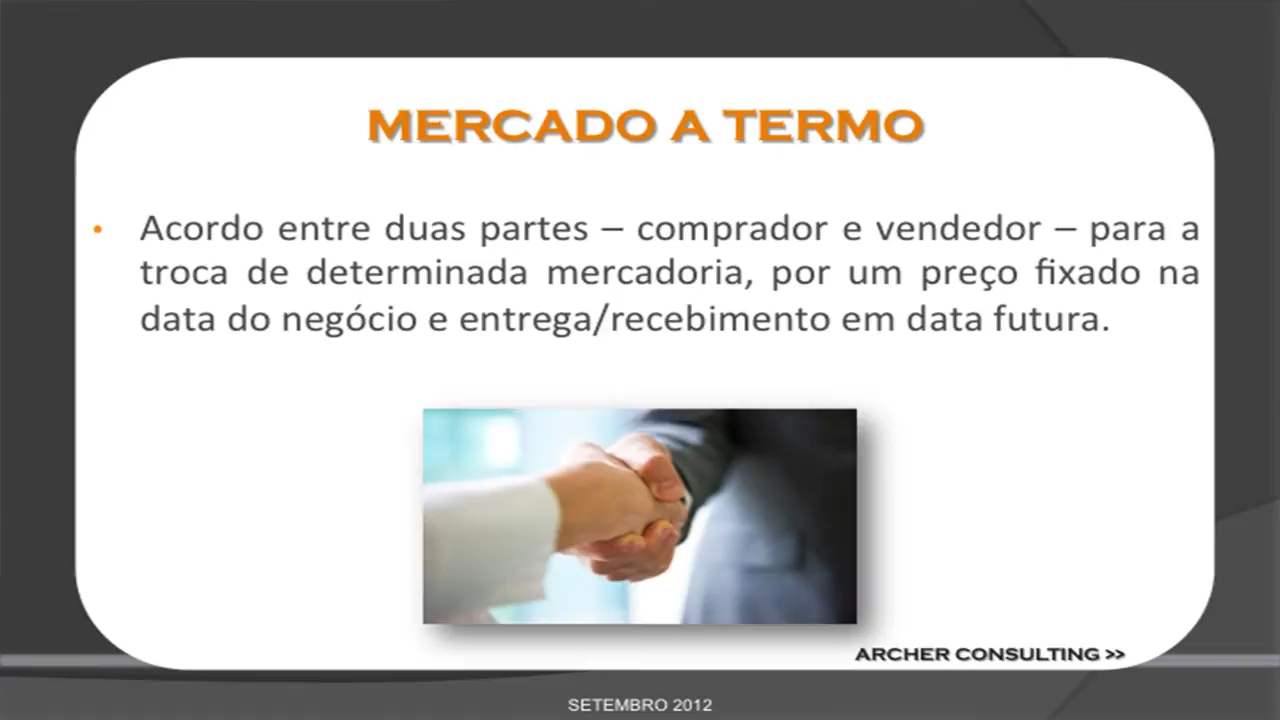 MERCADO A TERMO
• Acordo entre duas partes – comprador e vendedor – para a
troca de determinada mercadoria, por um preço fixado na
data do negócio e entrega/recebimento em data futura.
ARCHER CONSULTING >>
SETEMBRO 2012